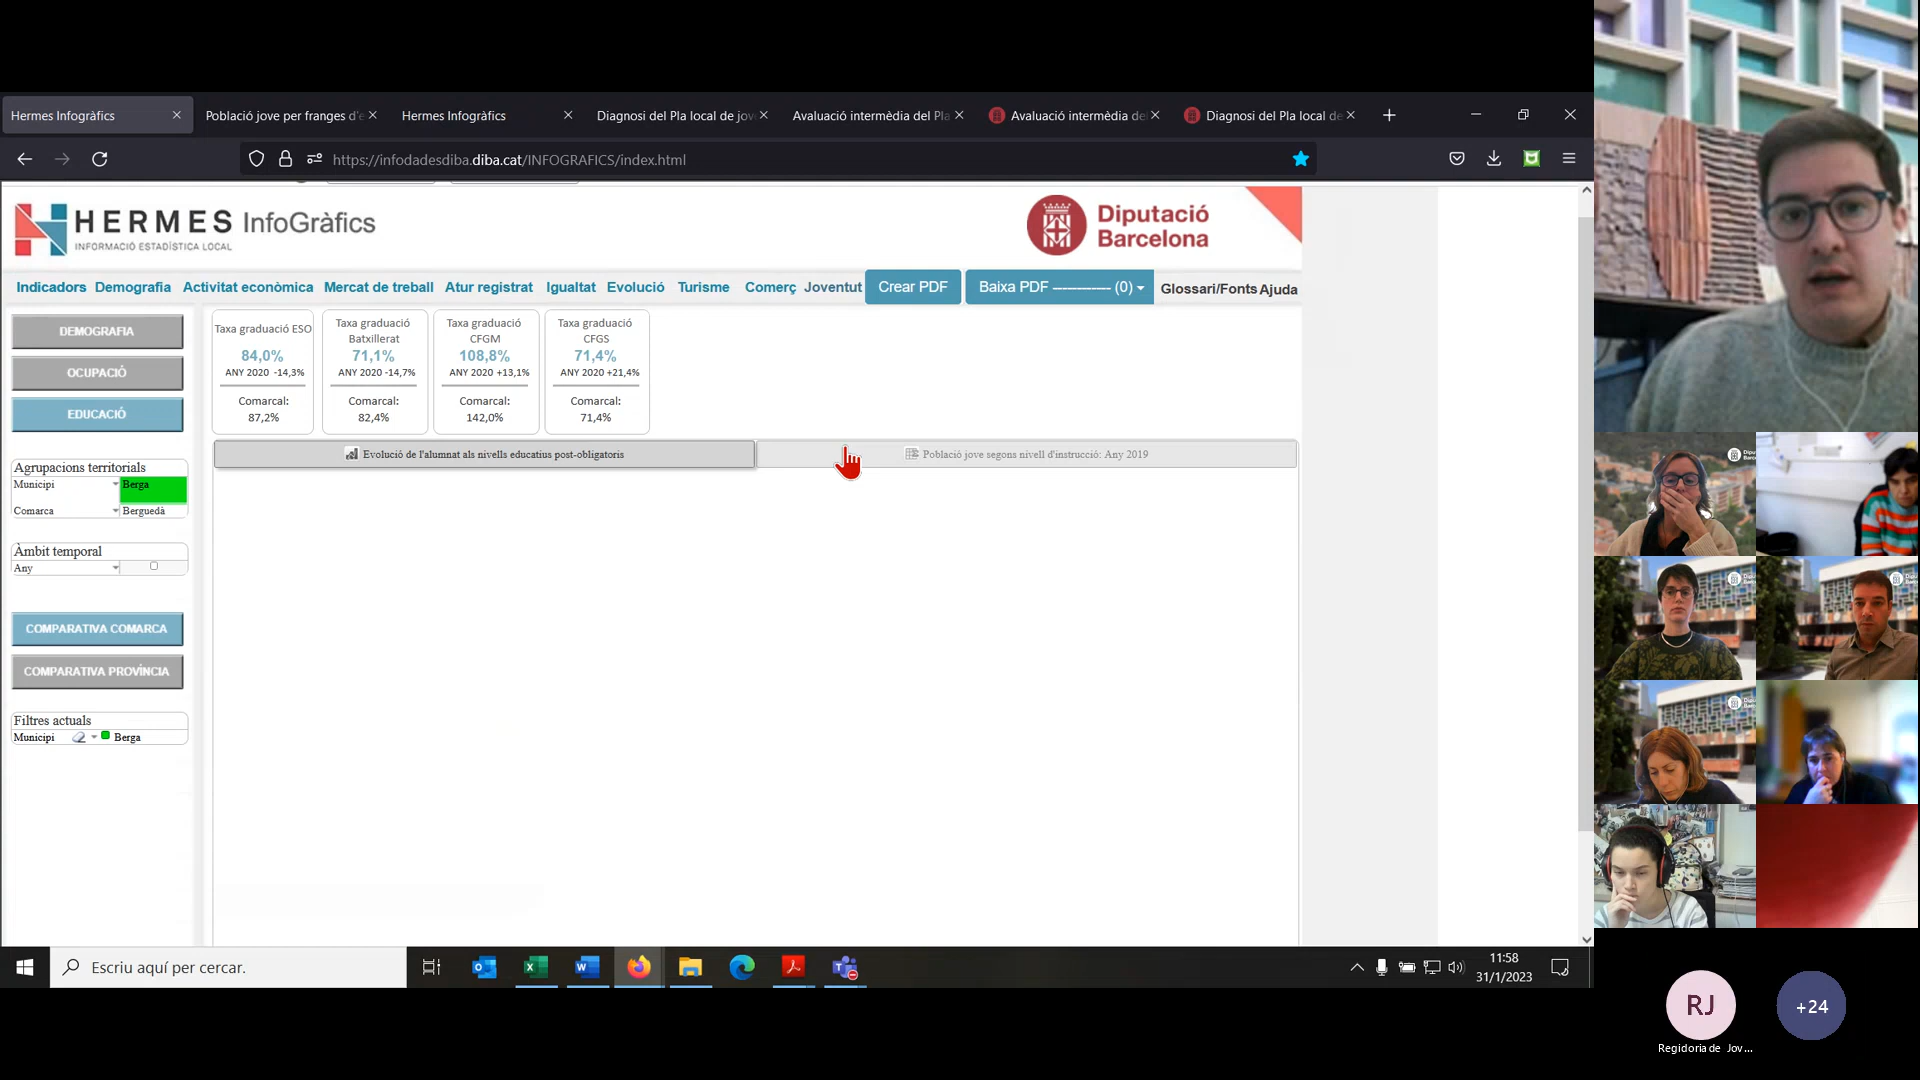 Hermes Infogràfics
Població jove per franges d'e
Hermes Infogràfics
Diagnosi del Pla local de jov
Avaluació intermèdia del Pla
Avaluació intermèdia de
Diagnosi del Pla local de
https://infodadesdiba.diba.cat/INFOGRAFICS/index.html
HERMES InfoGràfics
INFORMACIÓ ESTADÍSTICA LOCAL
Diputació
Barcelona
Indicadors Demografia Activitat econòmica Mercat de treball Atur registrat Igualtat Evolució Turisme Comerç Joventut Crear PDF Baixa PDF ------------- (0) Glossari/Fonts Ajuda
DEMOGRAFIA
OCUPACIÓ
EDUCACIÓ
Agrupacions territorials
Municipi Berga
Comarca Berguedà
Àmbit temporal
Any
COMPARATIVA COMARCA
COMPARATIVA PROVÍNCIA
Filtres actuals
Municipi Berga
Taxa graduació ESO
84,0%
ANY 2020 -14,3%
Comarcal:
87,2%
Taxa graduació
Batxillerat
71,1%
ANY 2020 -14,7%
Comarcal:
82,4%
Taxa graduació
CFGM
108,8%
ANY 2020 +13,1%
Comarcal:
142,0%
Taxa graduació
CFGS
71,4%
ANY 2020 +21,4%
Comarcal:
71,4%
Evolució de l'alumnat als nivells educatius post-obligatoris
Població jove segons nivell d'instrucció: Any 2019
Escriu aquí per cercar.
11:58
31/1/2023
RJ
+24
Regidoria de Jov...